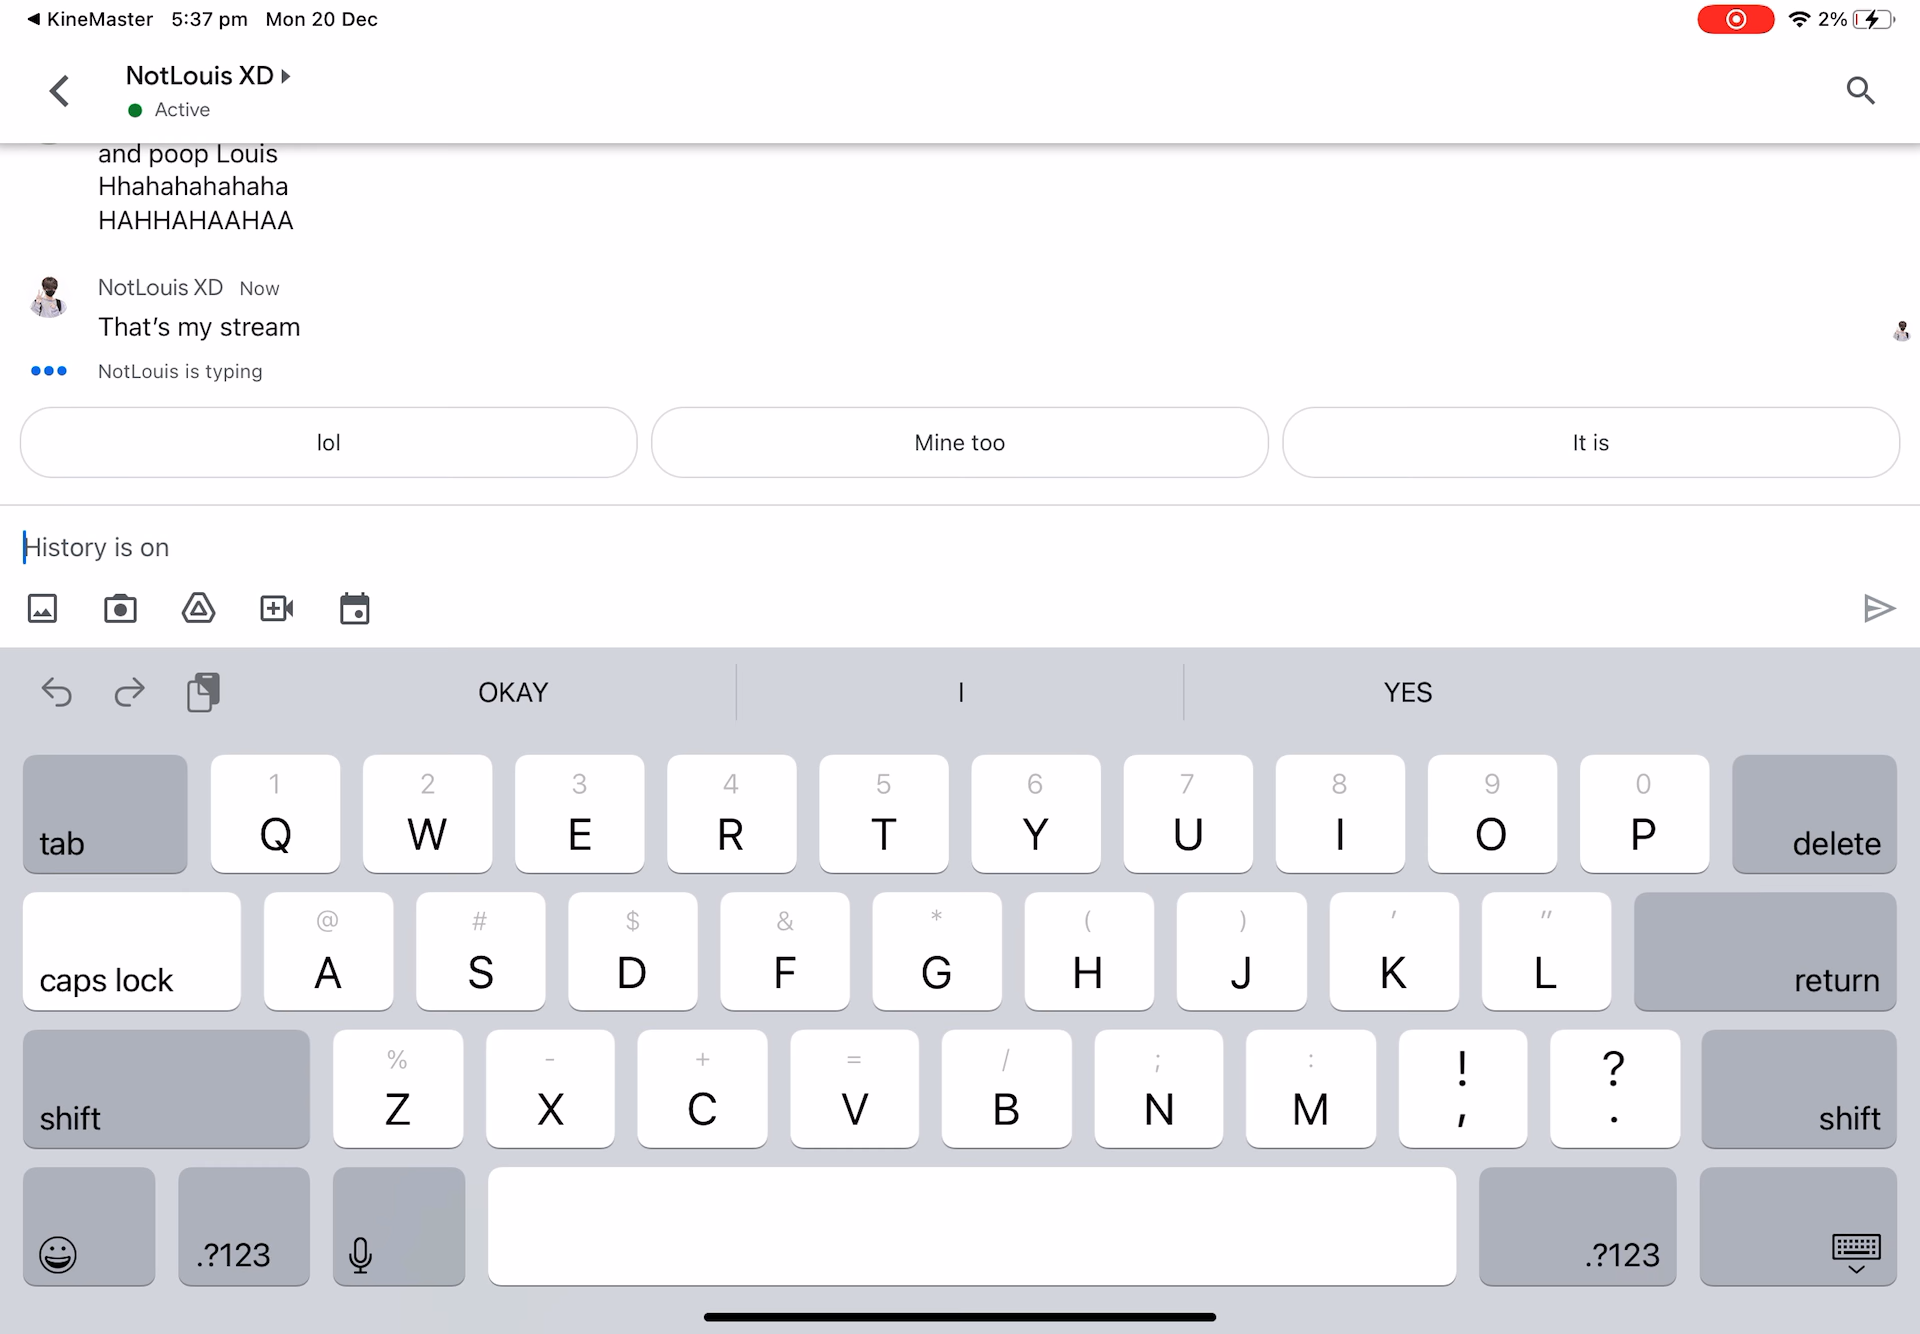 KineMaster 5:37 pm Mon 20 Dec 2%
NotLouis XD
Active
and poop Louis
Hhahahahahaha
HAHHAHAAHAA
NotLouis XD Now
That's my stream
NotLouis is typing
lol Mine too It is
History is on
OKAY I YES
1 2 3 4 5 6 7 8 9 0
tab Q W E R T Y U I O P delete
@ # $ & * ( ) ' "
caps lock A S D F G H J K L return
% - + = / ; : ! ?
shift Z X C V B N M , . shift
.?123 .?123